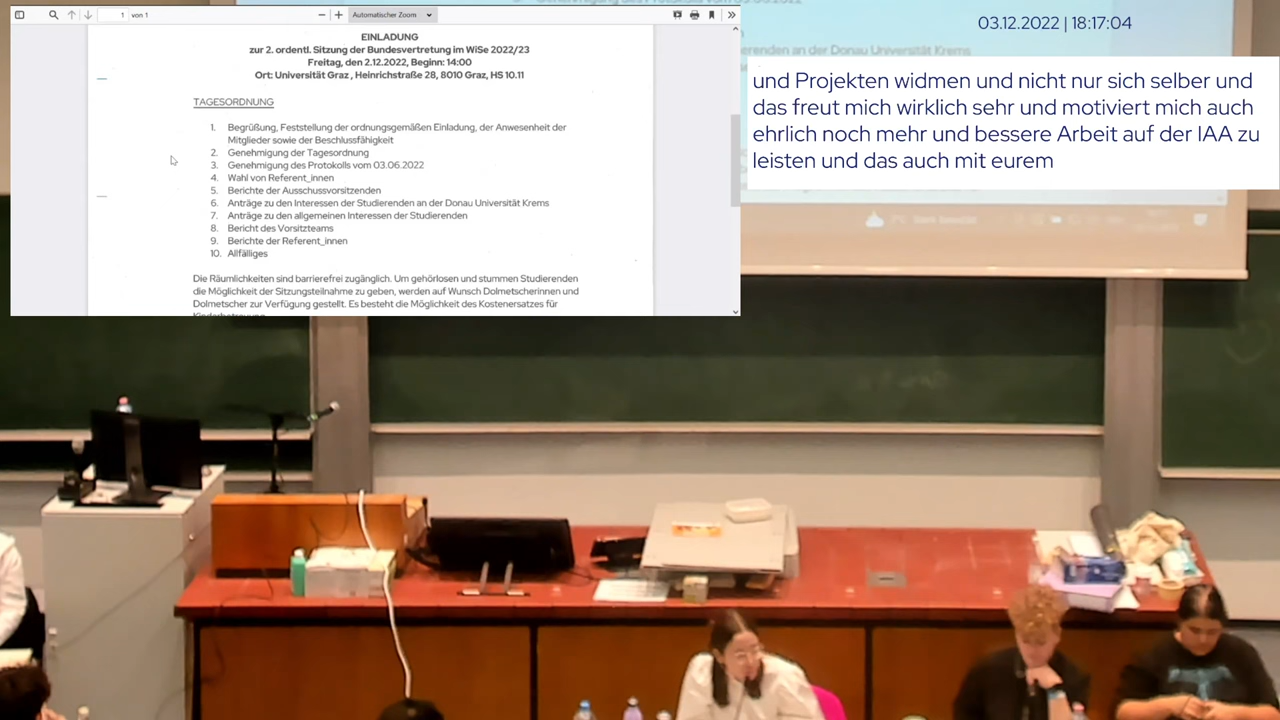 1 von 1
Automatischer Zoom
EINLADUNG
zur 2. ordentl. Sitzung der Bundesvertretung im WiSe 2022/23
Freitag, den 2.12.2022, Beginn: 14:00
Ort: Universität Graz , Heinrichstraße 28, 8010 Graz, HS 10.11
TAGESORDNUNG
1. Begrüßung, Feststellung der ordnungsgemäßen Einladung, der Anwesenheit der
Mitglieder sowie der Beschlussfähigkeit
2. Genehmigung der Tagesordnung
3. Genehmigung des Protokolls vom 03.06.2022
4. Wahl von Referent_innen
5. Berichte der Ausschussvorsitzenden
6. Anträge zu den Interessen der Studierenden an der Donau Universität Krems
7. Anträge zu den allgemeinen Interessen der Studierenden
8. Bericht des Vorsitzteams
9. Berichte der Referent_innen
10. Allfälliges
Die Räumlichkeiten sind barrierefrei zugänglich. Um gehörlosen und stummen Studierenden
die Möglichkeit der Sitzungsteilnahme zu geben, werden auf Wunsch Dolmetscherinnen und
Dolmetscher zur Verfügung gestellt. Es besteht die Möglichkeit des Kostenersatzes für
03.12.2022 | 18:17:04
erenden an der Donau Universität Krems
und Projekten widmen und nicht nur sich selber und
das freut mich wirklich sehr und motiviert mich auch
ehrlich noch mehr und bessere Arbeit auf der IAA zu
leisten und das auch mit eurem